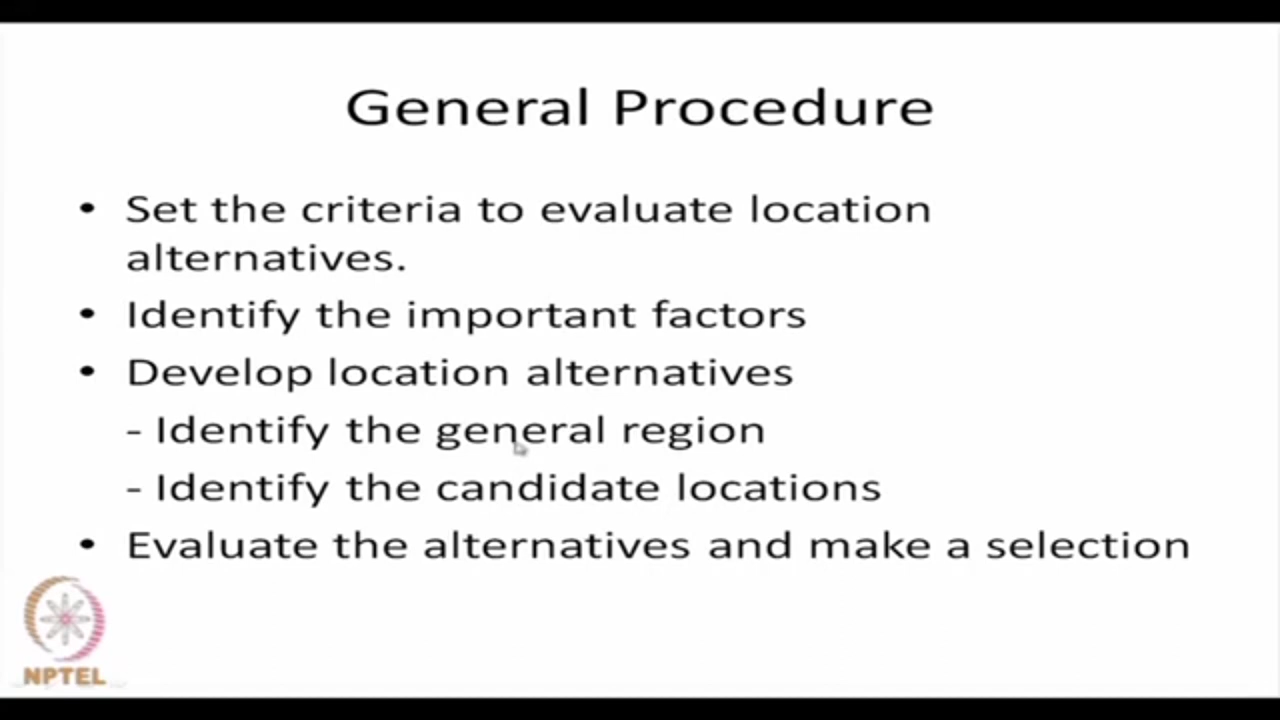 General Procedure
• Set the criteria to evaluate location
alternatives.
• Identify the important factors
• Develop location alternatives
- Identify the general region
- Identify the candidate locations
• Evaluate the alternatives and make a selection
NPTEL